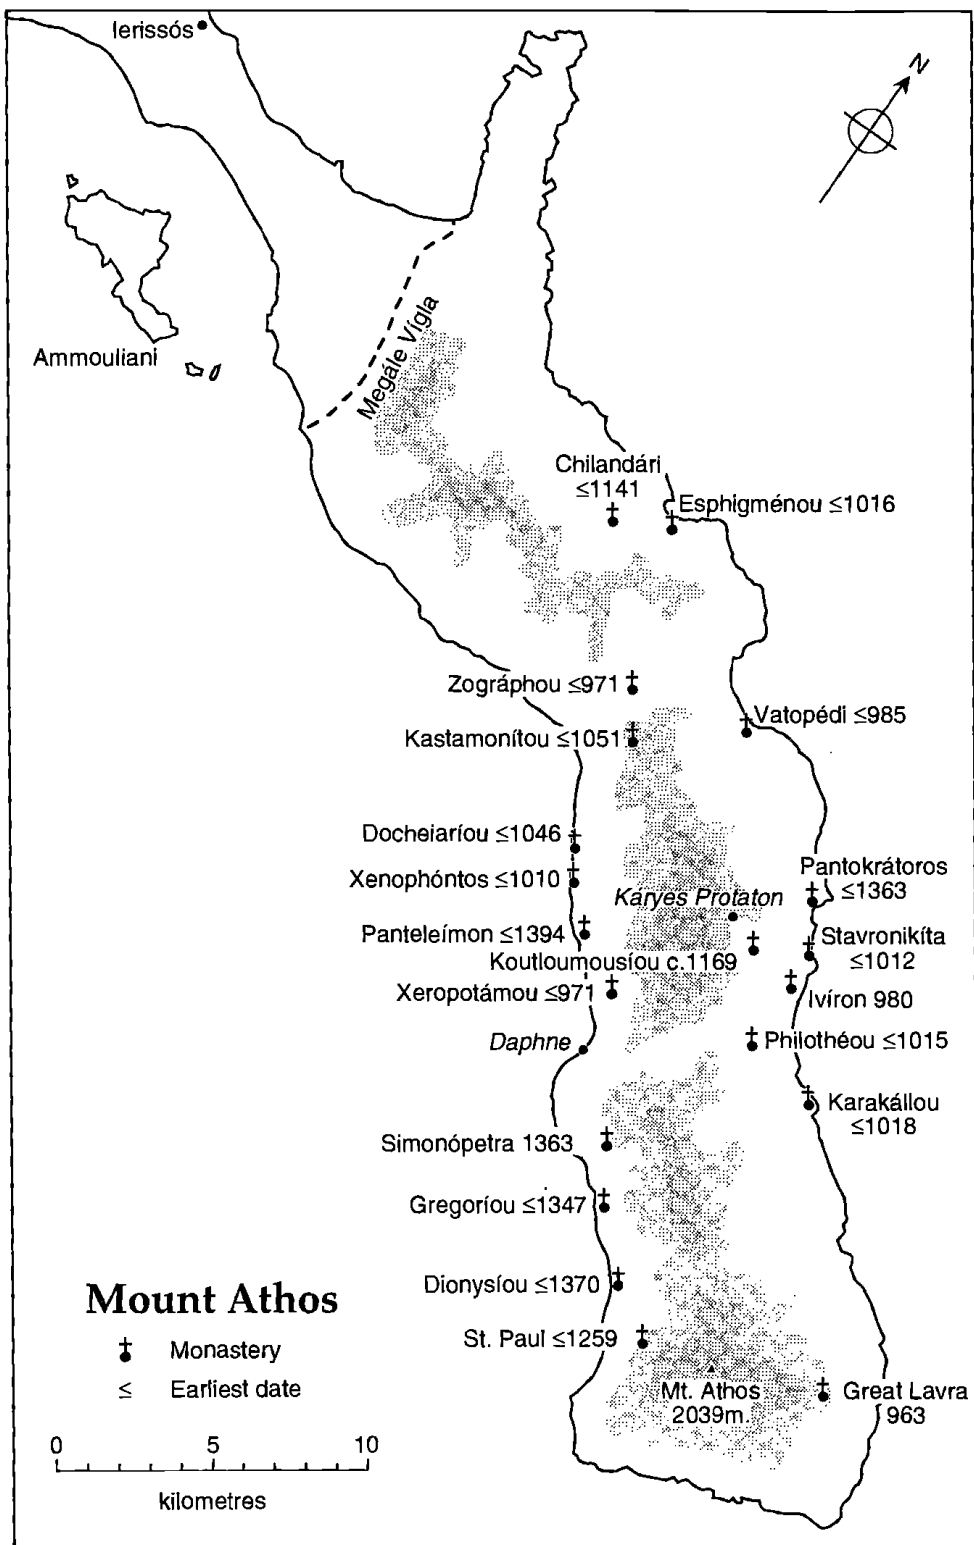 Ierissós
N
Ammouliani
Megále Vígla
Chilandári
≤1141
Esphigménou ≤1016
Zográphou ≤971
Vatopédi ≤985
Kastamonítou ≤1051
Docheiaríou ≤1046
Pantokrátoros
≤1363
Xenophóntos ≤1010
Karyes Protaton
Panteleímon ≤1394
Stavronikíta
≤1012
Koutloumousíou c.1169
Xeropotámou ≤971
Ivíron 980
Daphne
Philothéou ≤1015
Karakállou
≤1018
Simonópetra 1363
Gregoríou ≤1347
Dionysíou ≤1370
St. Paul ≤1259
Mt. Athos
2039m.
Great Lavra
963
Mount Athos
Monastery
≤ Earliest date
0 5 10
kilometres